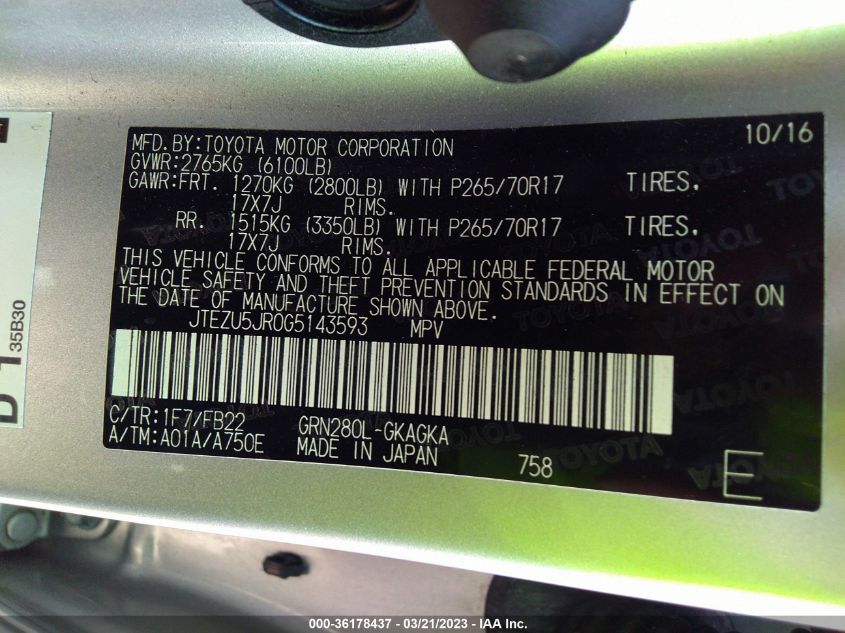 MFD.BY:TOYOTA MOTOR CORPORATION 10/16
GVWR:2765KG (6100LB)
GAWR:FRT. 1270KG (2800LB) WITH P265/70R17 TIRES,
17X7J RIMS.
RR. 1515KG (3350LB) WITH P265/70R17 TIRES,
17X7J RIMS.
THIS VEHICLE CONFORMS TO ALL APPLICABLE FEDERAL MOTOR
VEHICLE SAFETY AND THEFT PREVENTION STANDARDS IN EFFECT ON
THE DATE OF MANUFACTURE SHOWN ABOVE.
JTEZU5JR0G5143593 MPV
C/TR:1F7/FB22 GRN280L-GKAGKA
A/TM:A01A/A750E MADE IN JAPAN 758 E
35B30
TOYOTA
000-36178437 - 03/21/2023 - IAA Inc.